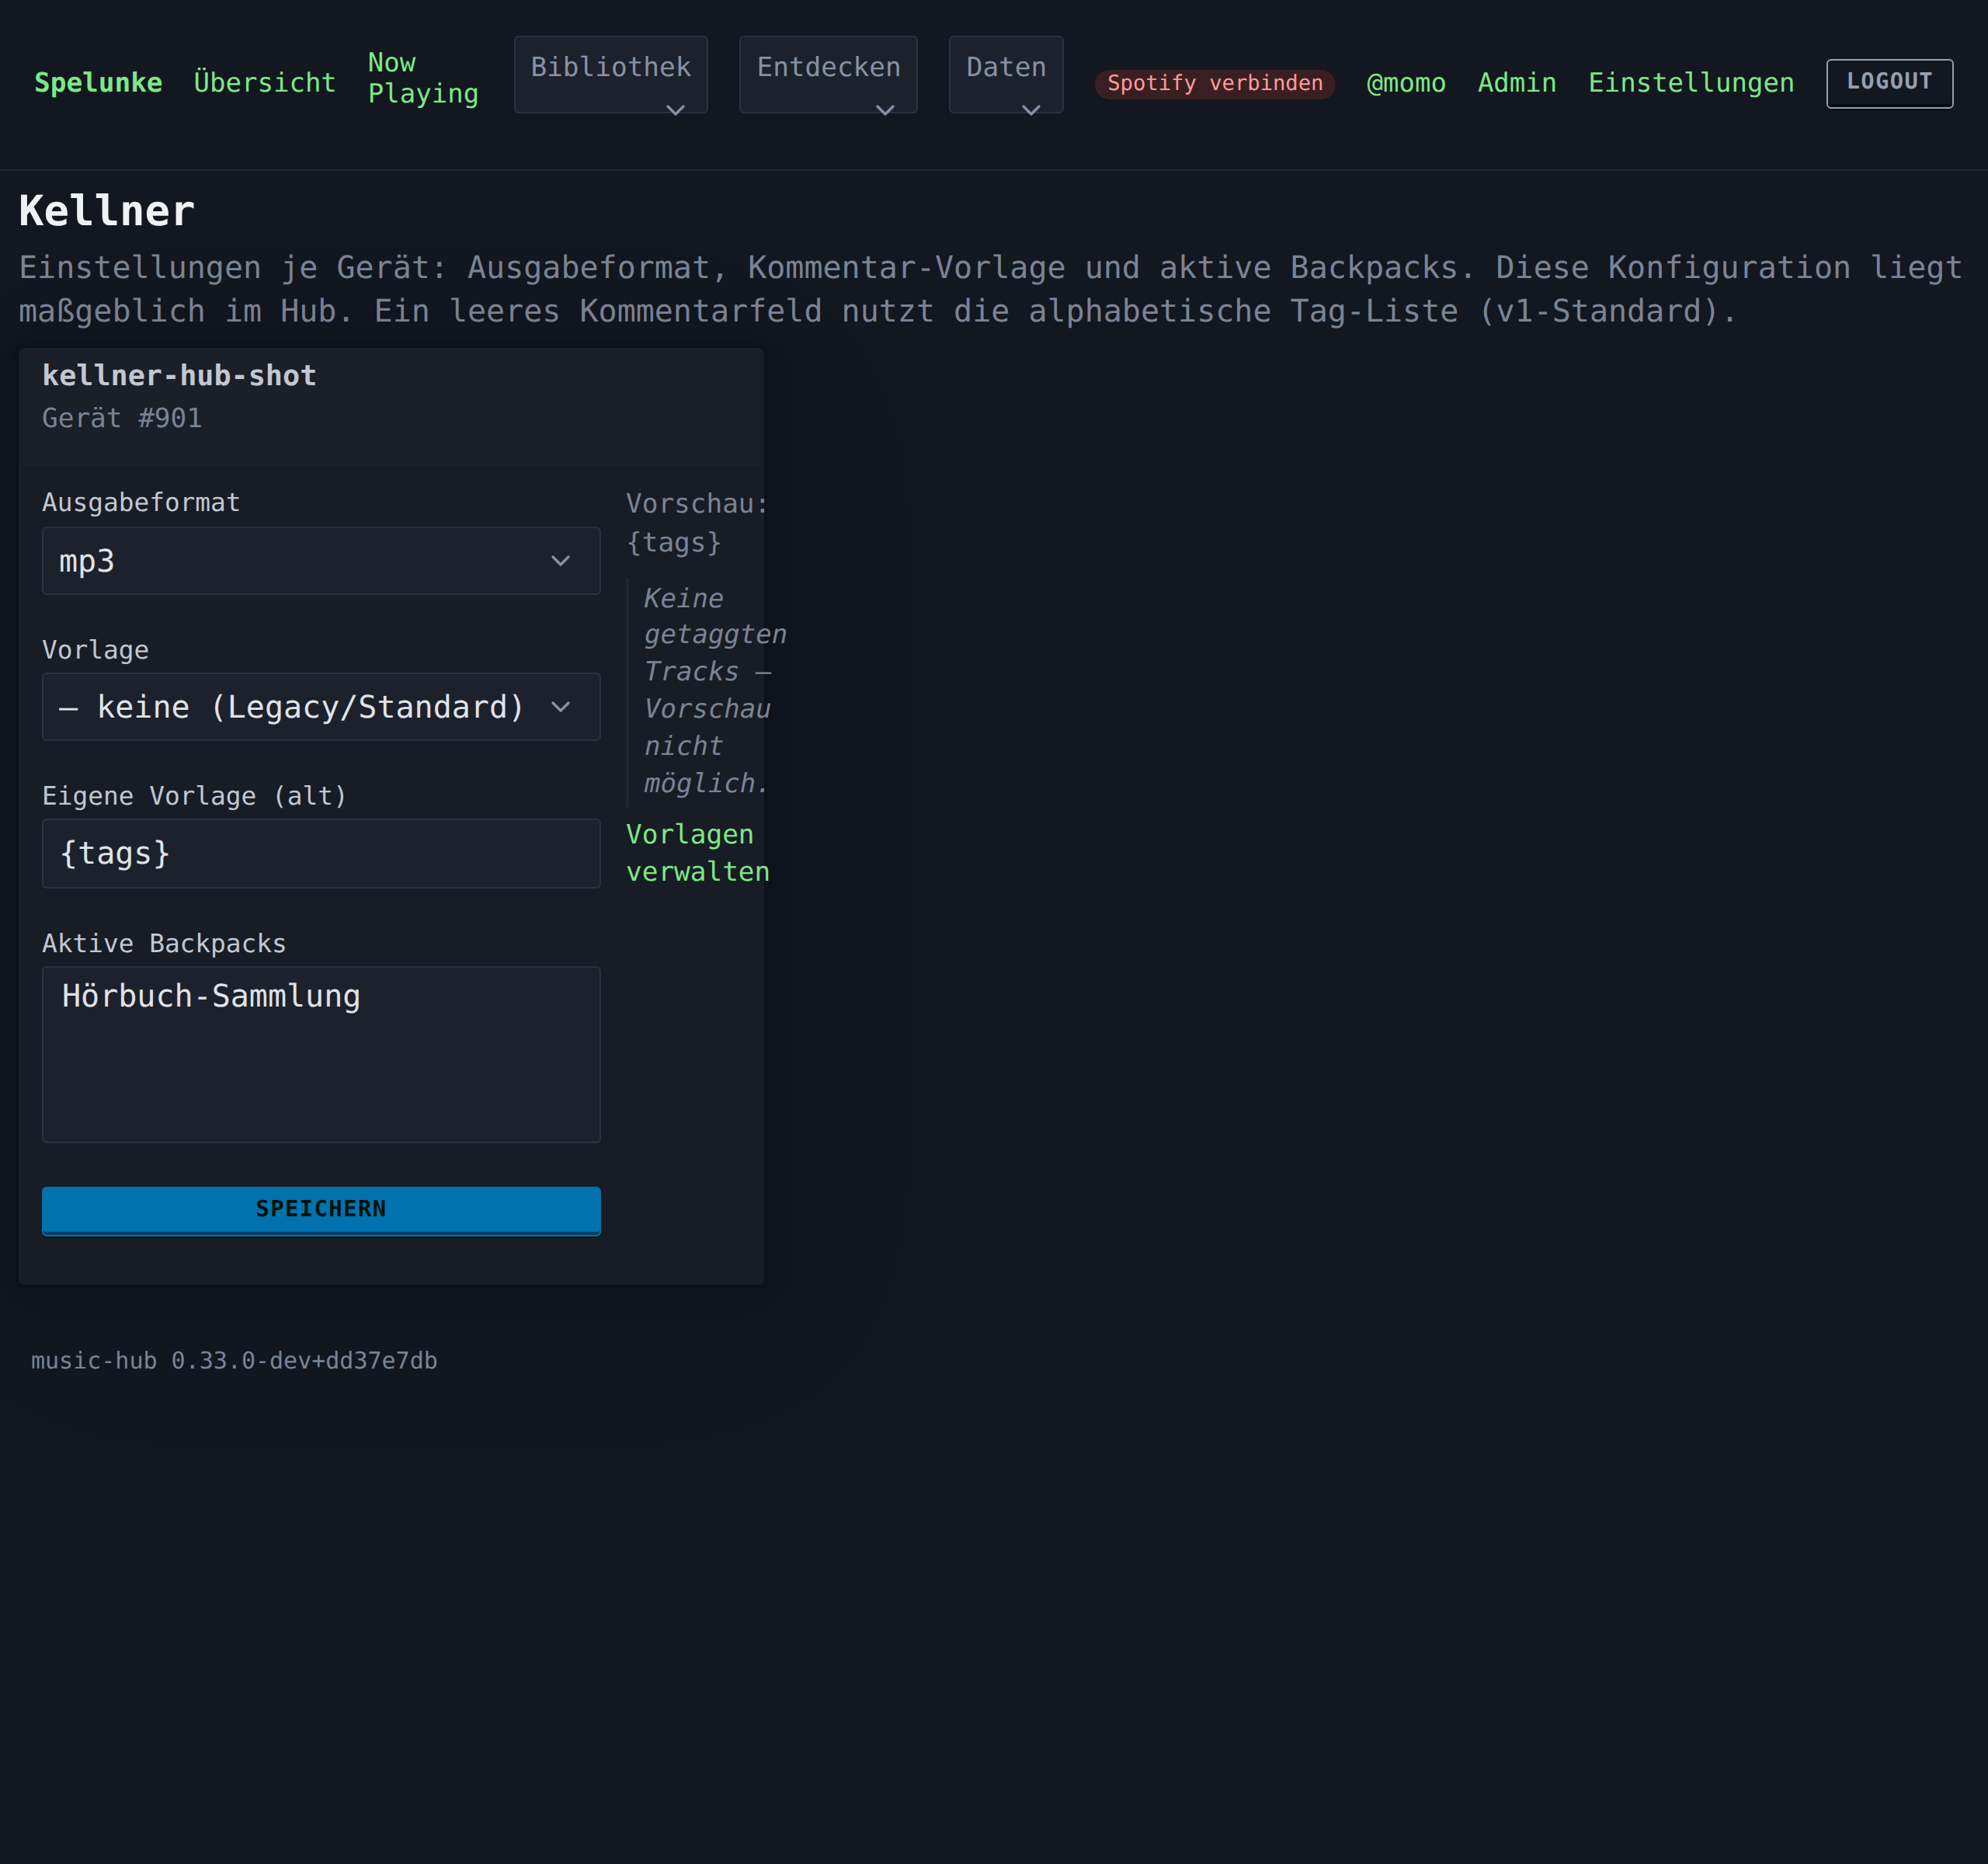 Spelunke
Übersicht
Now
Playing
Bibliothek
Entdecken
Daten
Spotify verbinden
@momo
Admin
Einstellungen
LOGOUT
Kellner
Einstellungen je Gerät: Ausgabeformat, Kommentar-Vorlage und aktive Backpacks. Diese Konfiguration liegt
maßgeblich im Hub. Ein leeres Kommentarfeld nutzt die alphabetische Tag-Liste (v1-Standard).
kellner-hub-shot
Gerät #901
Ausgabeformat
mp3
Vorlage
— keine (Legacy/Standard)
Eigene Vorlage (alt)
{tags}
Aktive Backpacks
Hörbuch-Sammlung
SPEICHERN
Vorschau:
{tags}
Keine
getaggten
Tracks —
Vorschau
nicht
möglich.
Vorlagen
verwalten
music-hub 0.33.0-dev+dd37e7db